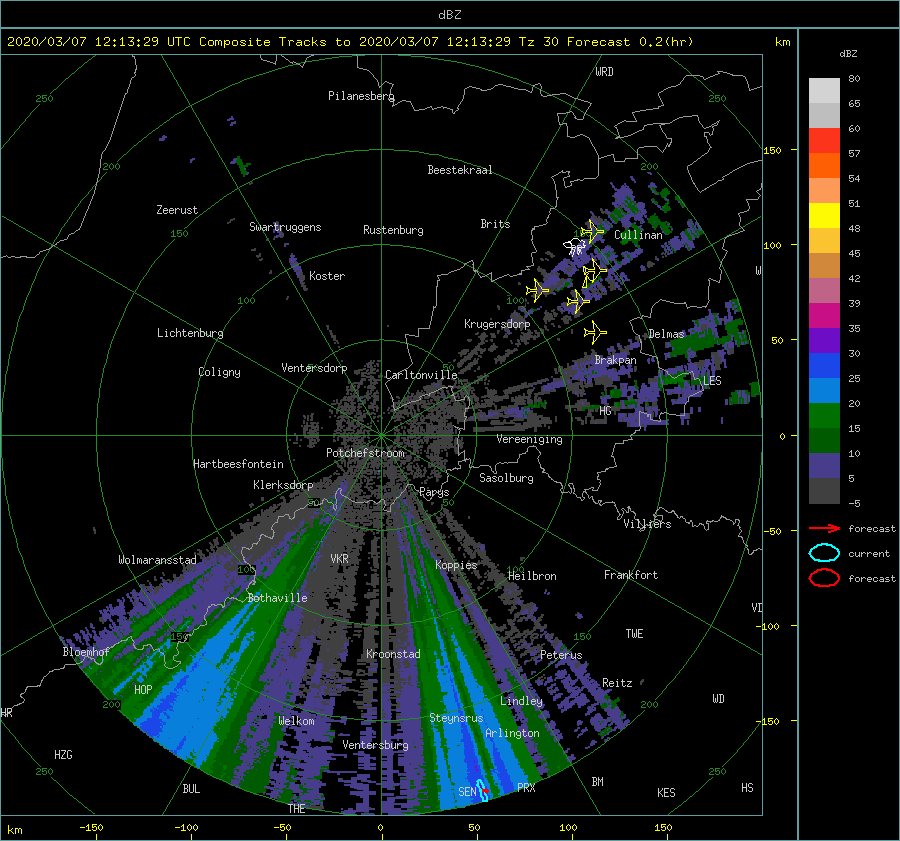 dBZ
2020/03/07 12:13:29 UTC Composite Tracks to 2020/03/07 12:13:29 Tz 30 Forecast 0.2(hr)
km
dBZ
WRD
80
250
Pilanesberg
250
65
60
150
57
200
Beestekraal
200
54
Zeerust
51
150
Swartruggens
Rustenburg
Brits
Cullinan
48
100
45
Koster
W
42
100
100
39
Krugersdorp
35
Lichtenburg
Delmas
50
30
Ventersdorp
Brakpan
Coligny
Carltonville
LES
25
20
HG
15
Vereeniging
0
Potchefstroom
10
Hartbeesfontein
Klerksdorp
Sasolburg
5
Parys
50
50
-5
Villiers
-50
forecast
Wolmaransstad
VKR
Koppies
current
100
100
Heilbron
Frankfort
forecast
Bothaville
VI
-100
150
150
TWE
Bloemhof
Kroonstad
Peterus
HOP
Reitz
WD
200
Lindley
200
HR
Welkom
Steynsrus
-150
Arlington
HZG
Ventersburg
250
250
BUL
SEN
PRX
BM
KES
HS
THE
km
-150
-100
-50
0
50
100
150